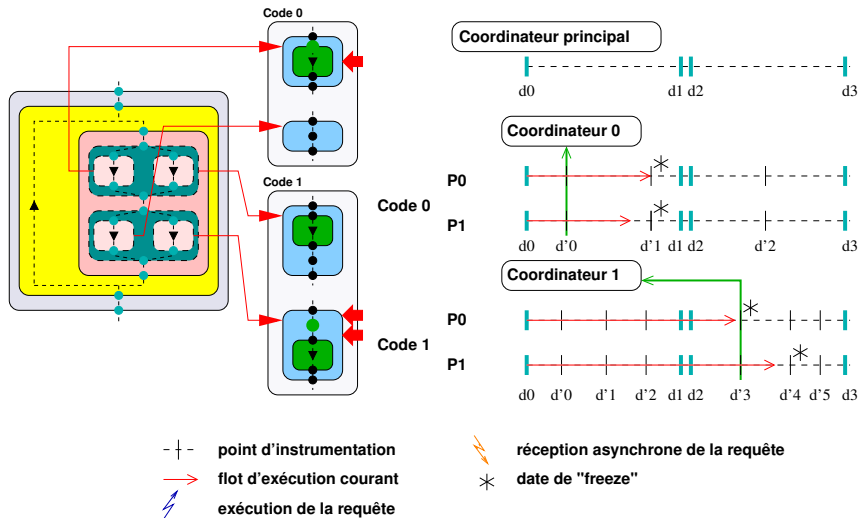 Code 0
Code 1
Code 0
Code 1
Coordinateur principal
d0 d1 d2 d3
Coordinateur 0
P0
P1
d0 d'0 d'1 d1 d2 d'2 d3
Coordinateur 1
P0
P1
d0 d'0 d'1 d'2 d1 d2 d'3 d'4 d'5 d3
point d'instrumentation
flot d'exécution courant
exécution de la requête
réception asynchrone de la requête
date de "freeze"